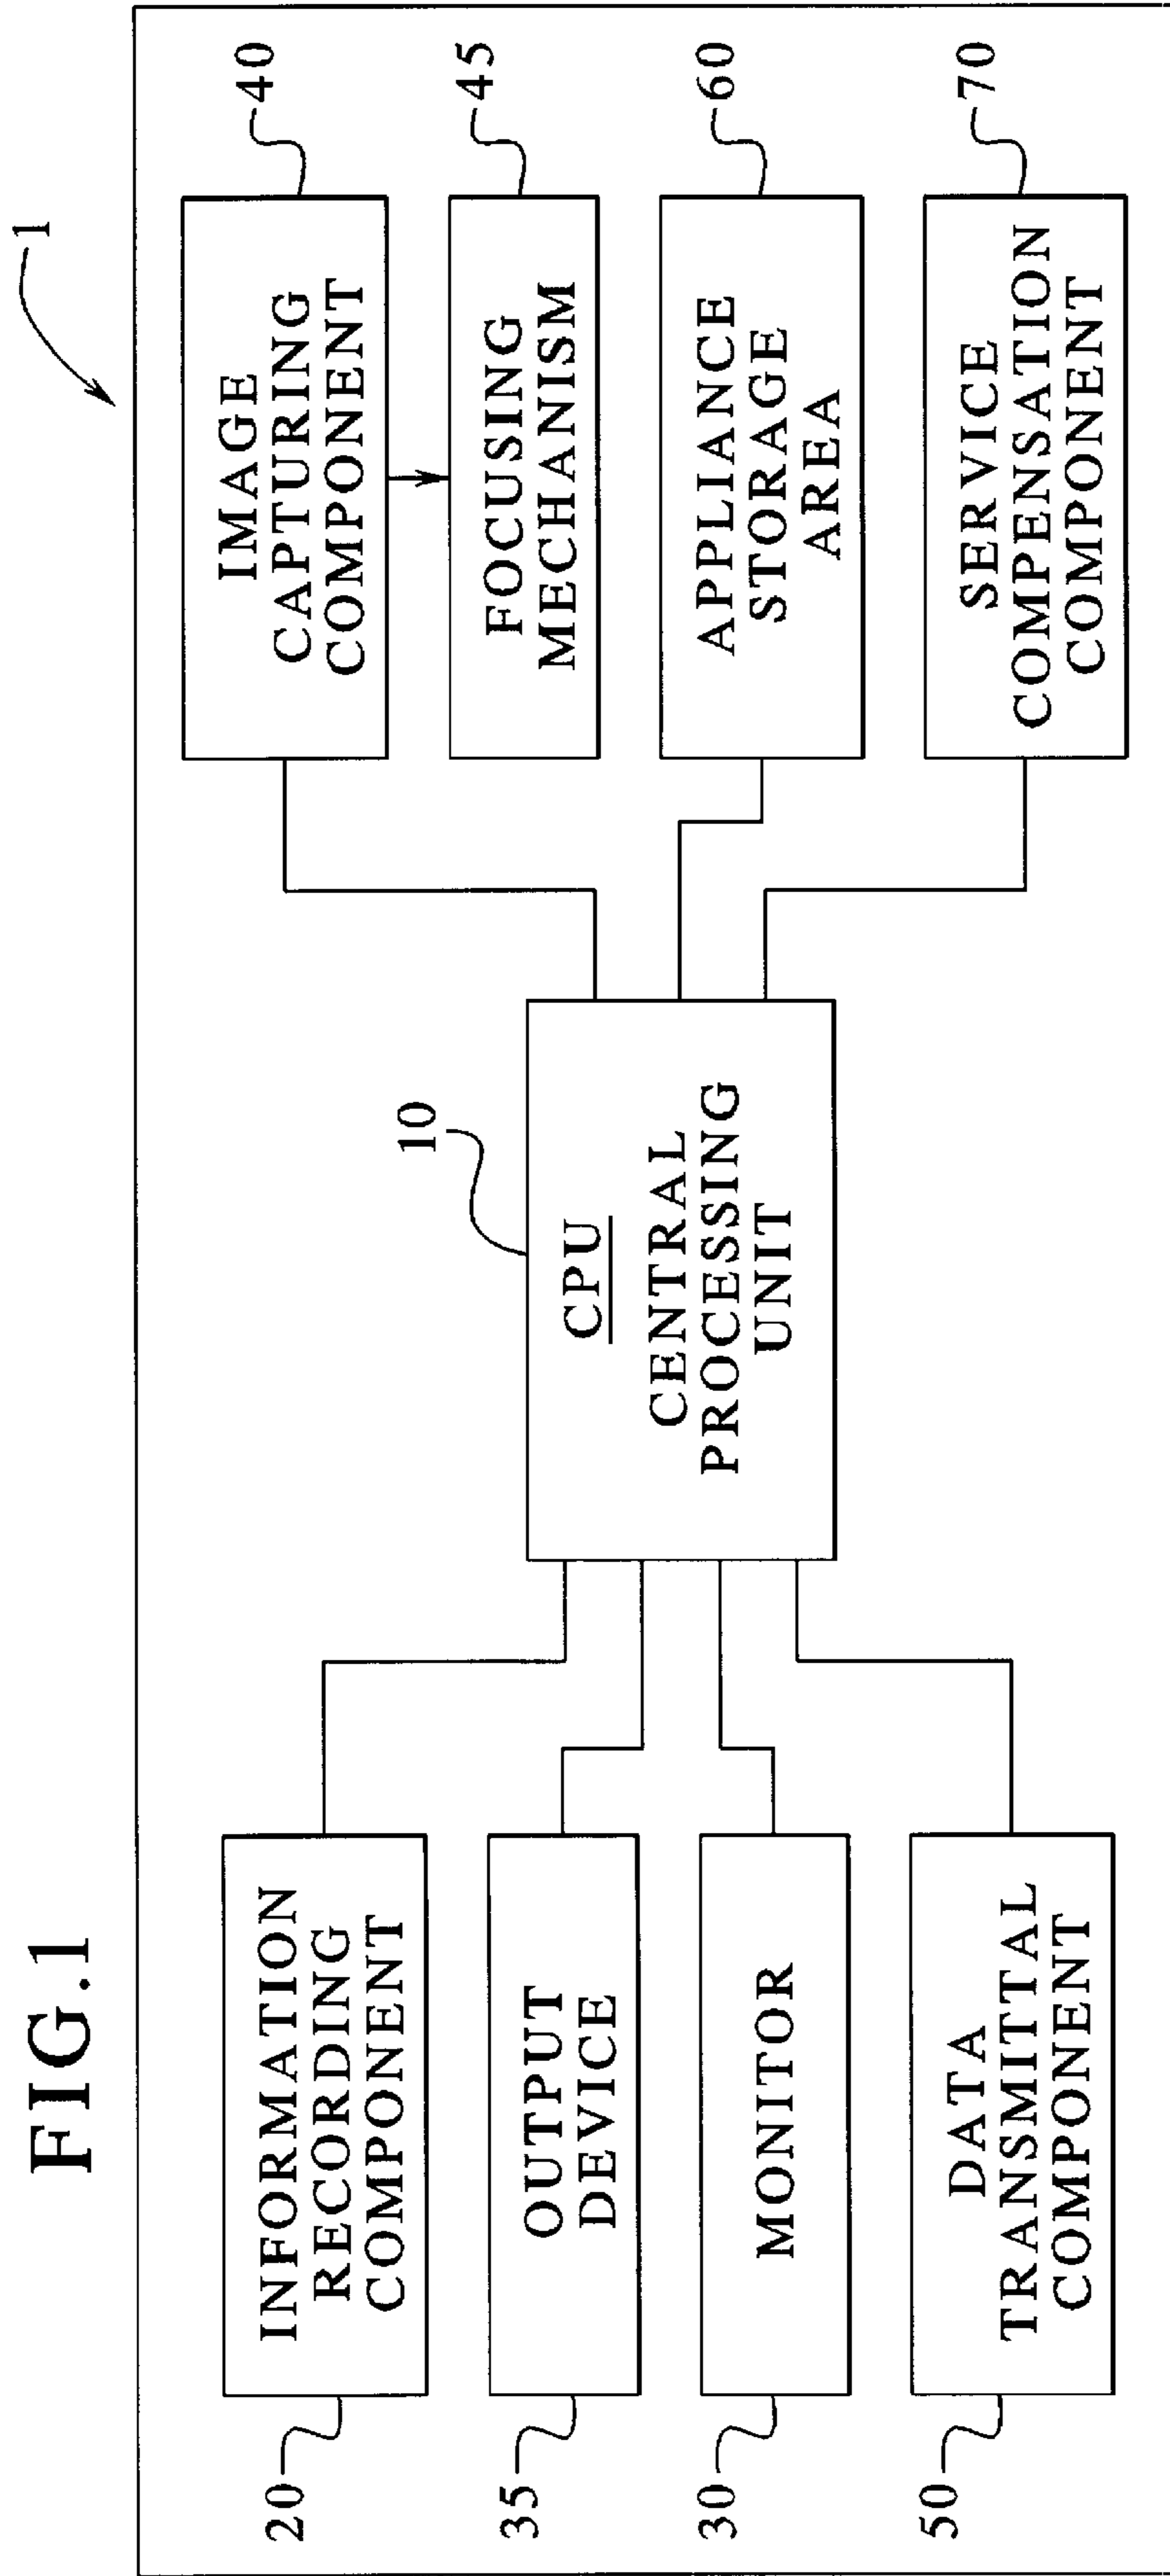 FIG.1
1
INFORMATION
RECORDING
COMPONENT
20
OUTPUT
DEVICE
35
MONITOR
30
DATA
TRANSMITTAL
COMPONENT
50
10
CPU
CENTRAL
PROCESSING
UNIT
IMAGE
CAPTURING
COMPONENT
40
FOCUSING
MECHANISM
45
APPLIANCE
STORAGE
AREA
60
SERVICE
COMPENSATION
COMPONENT
70